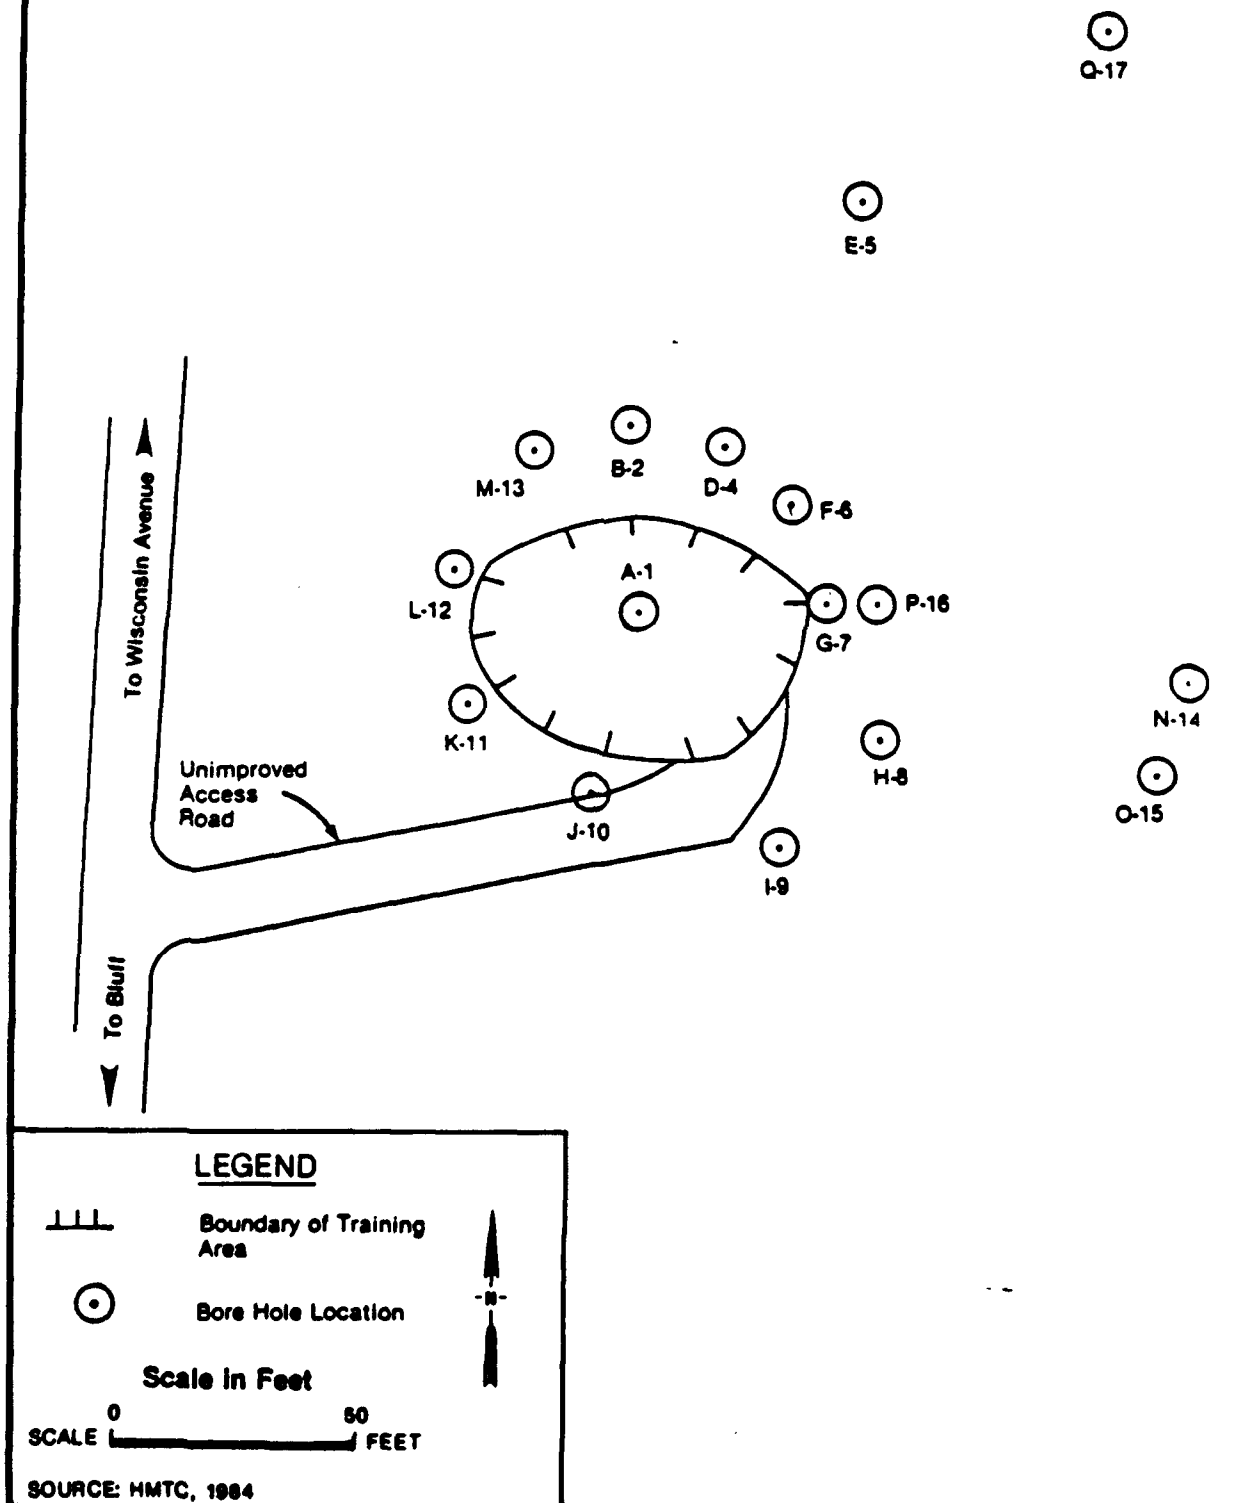 Q-17
E-5
M-13
B-2
D-4
F-6
A-1
L-12
G-7
P-16
K-11
N-14
H-8
O-15
J-10
I-9
To Wisconsin Avenue
Unimproved
Access
Road
To Bluff
LEGEND
Boundary of Training
Area
Bore Hole Location
-N-
Scale in Feet
0 50
SCALE FEET
SOURCE: HMTC, 1984